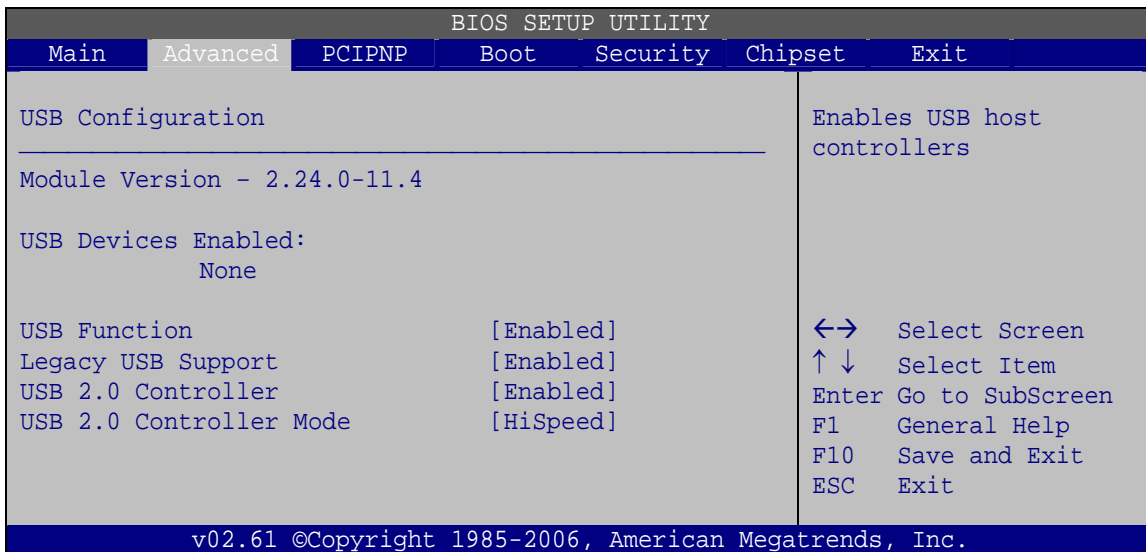 BIOS SETUP UTILITY
Main Advanced PCIPNP Boot Security Chipset Exit
USB Configuration
Module Version – 2.24.0-11.4
USB Devices Enabled:
None
USB Function [Enabled]
Legacy USB Support [Enabled]
USB 2.0 Controller [Enabled]
USB 2.0 Controller Mode [HiSpeed]
Enables USB host
controllers
←→ Select Screen
↑ ↓ Select Item
Enter Go to SubScreen
F1 General Help
F10 Save and Exit
ESC Exit
v02.61 ©Copyright 1985-2006, American Megatrends, Inc.